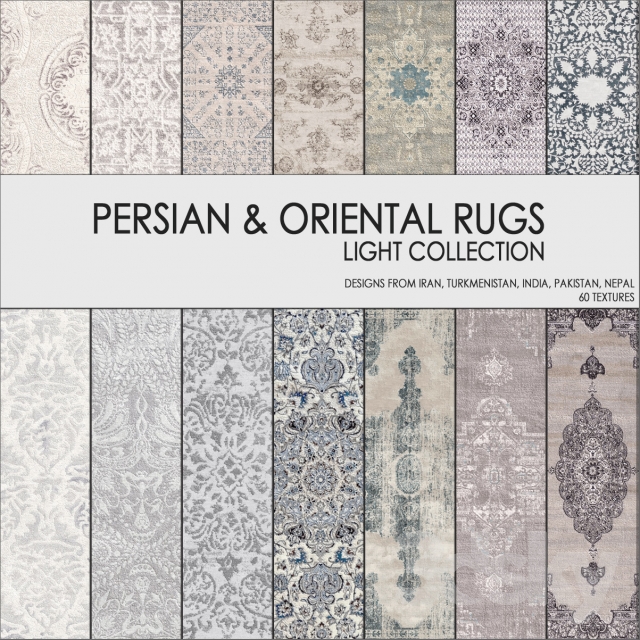 PERSIAN & ORIENTAL RUGS
LIGHT COLLECTION
DESIGNS FROM IRAN, TURKMENISTAN, INDIA, PAKISTAN, NEPAL
60 TEXTURES